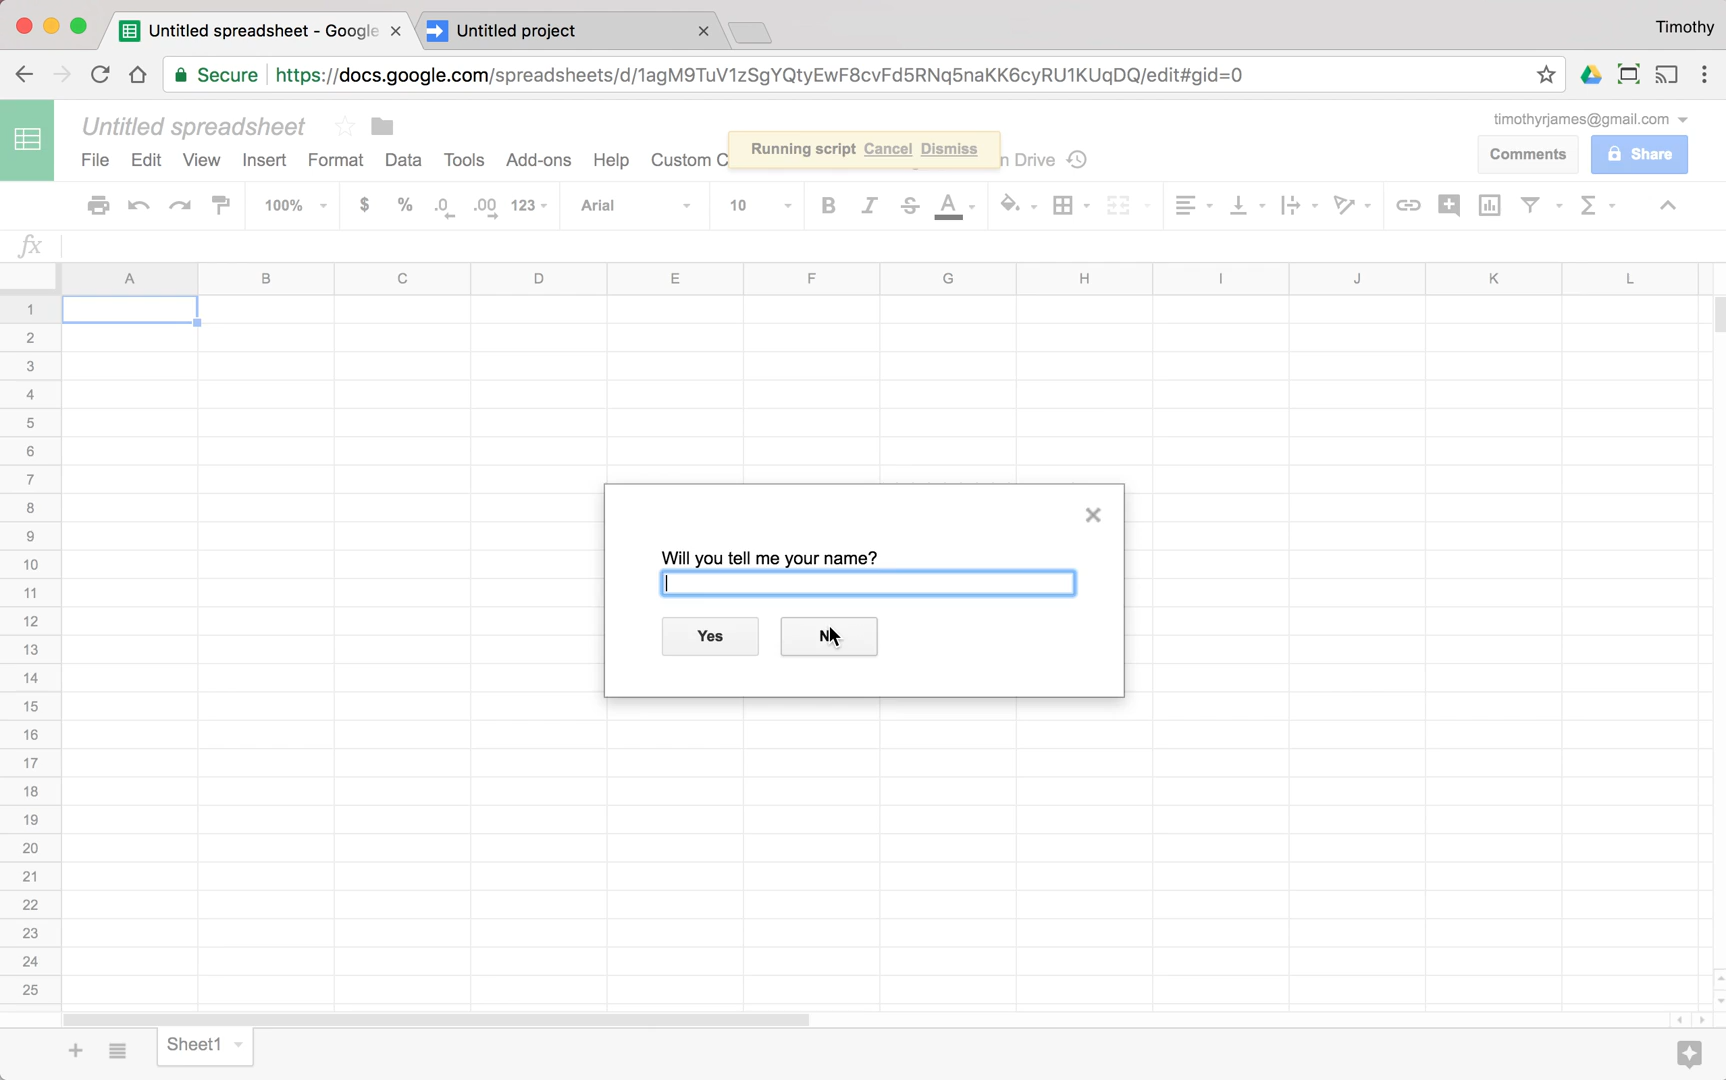 Untitled spreadsheet - Google
Untitled project
Timothy
Secure https://docs.google.com/spreadsheets/d/1agM9TuV1zSgYQtyEwF8cvFd5RNq5naKK6cyRU1KUqDQ/edit#gid=0
Untitled spreadsheet
timothyrjames@gmail.com
File Edit View Insert Format Data Tools Add-ons Help Custom C
Running script Cancel Dismiss
n Drive
Comments
Share
100% $ % .0 .00 123 Arial 10 B I S A Σ
fx
A B C D E F G H I J K L
1
2
3
4
5
6
7
8
9
10
11
12
13
14
15
16
17
18
19
20
21
22
23
24
25
Will you tell me your name?
Yes
N
Sheet1